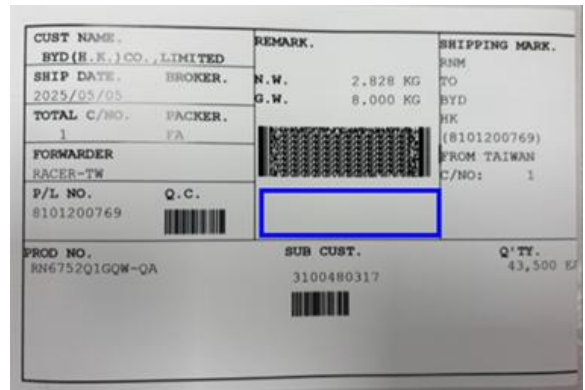 CUST NAME.
BYD(H.K.)CO.,LIMITED
SHIP DATE. BROKER.
2025/05/05
TOTAL C/NO. PACKER.
1 FA
FORWARDER
RACER-TW
P/L NO. Q.C.
8101200769
REMARK.
N.W. 2.828 KG
G.W. 8.000 KG
SHIPPING MARK.
RNM
TO
BYD
HK
(8101200769)
FROM TAIWAN
C/NO: 1
PROD NO. SUB CUST. Q'TY.
RN6752Q1GQW-QA 3100480317 43,500